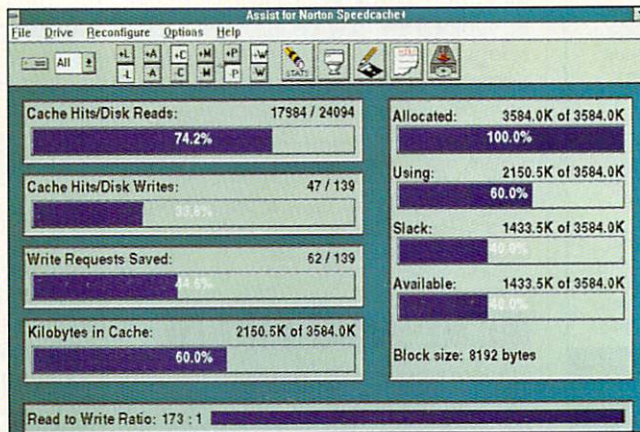 Assist for Norton Speedcache+
File Drive Reconfigure Options Help
All
+L +A +C +M +P +W
-L -A -C -M -P -W
STATS
Cache Hits/Disk Reads: 17884 / 24094
74.2%
Cache Hits/Disk Writes: 47 / 139
33.8%
Write Requests Saved: 62 / 139
44.6%
Kilobytes in Cache: 2150.5K of 3584.0K
60.0%
Allocated: 3584.0K of 3584.0K
100.0%
Using: 2150.5K of 3584.0K
60.0%
Slack: 1433.5K of 3584.0K
40.0%
Available: 1433.5K of 3584.0K
40.0%
Block size: 8192 bytes
Read to Write Ratio: 173 : 1